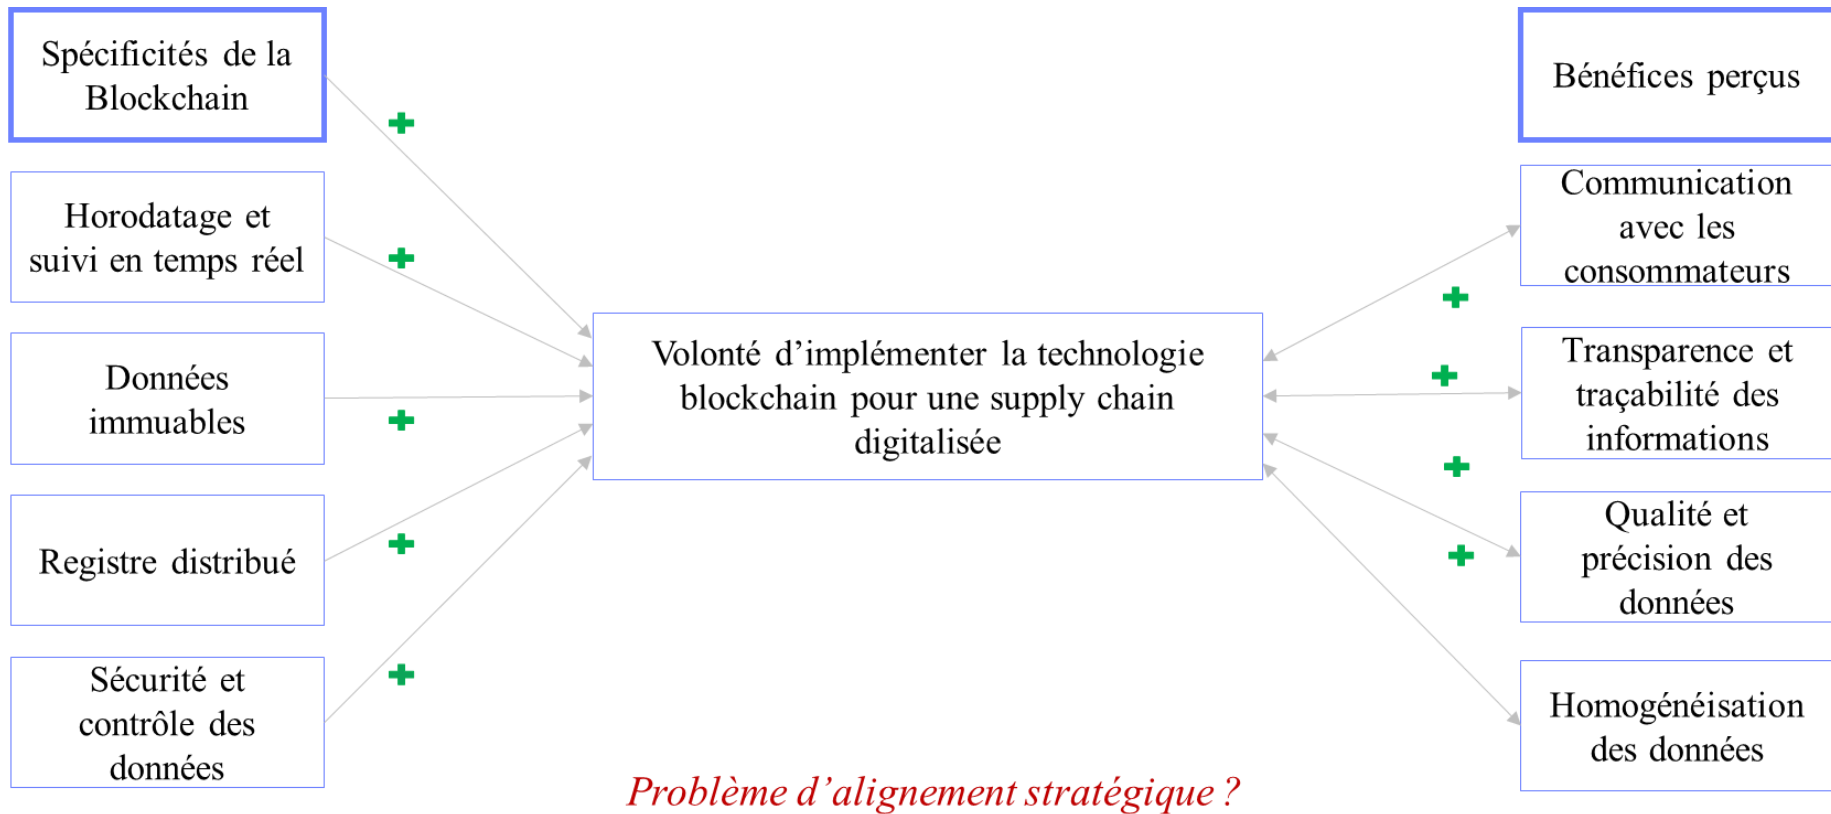 Spécificités de la
Blockchain
Horodatage et
suivi en temps réel
Données
immuables
Registre distribué
Sécurité et
contrôle des
données
Volonté d’implémenter la technologie
blockchain pour une supply chain
digitalisée
Problème d’alignement stratégique ?
Bénéfices perçus
Communication
avec les
consommateurs
Transparence et
traçabilité des
informations
Qualité et
précision des
données
Homogénéisation
des données